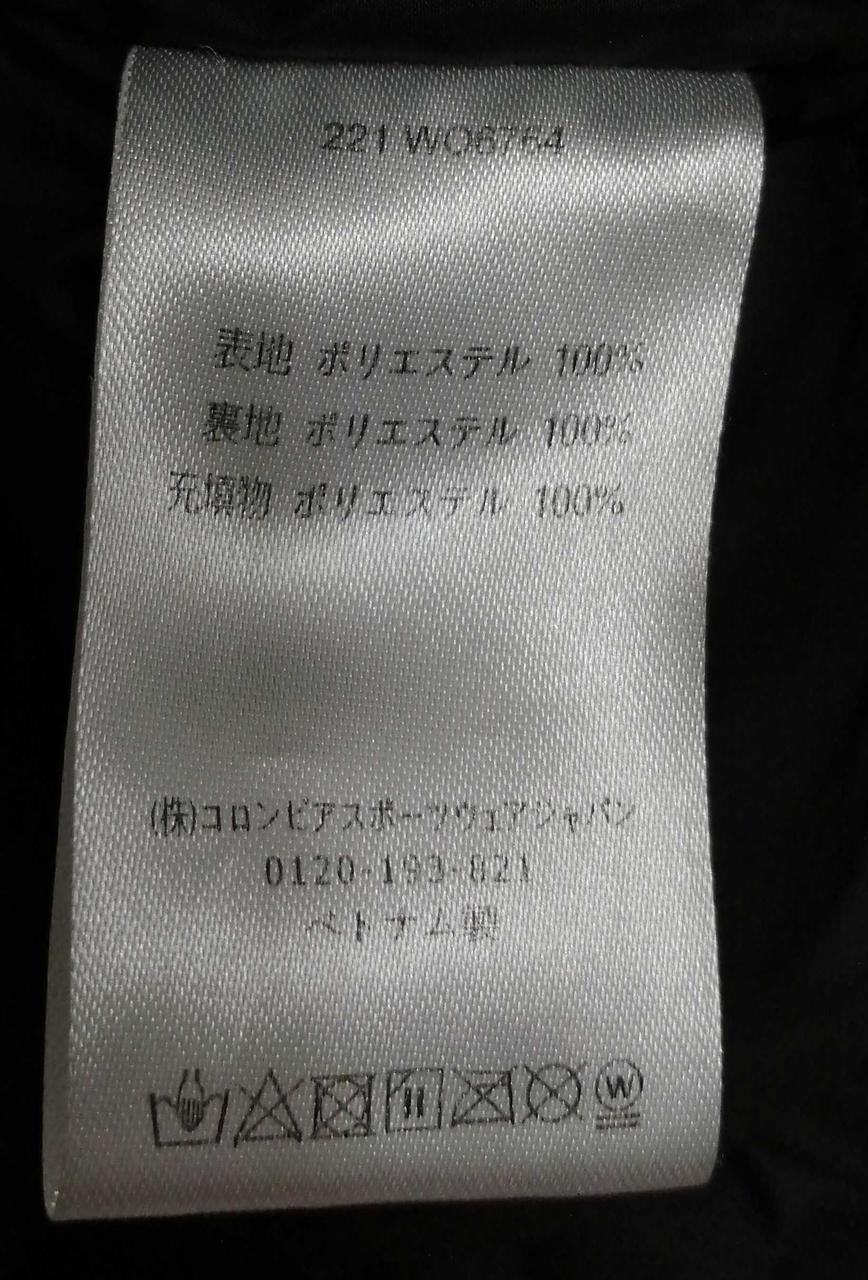 221 WO6764
表地 ポリエステル 100%
裏地 ポリエステル 100%
充填物 ポリエステル 100%
(株)コロンビアスポーツウェアジャパン
0120-193-821
ベトナム製
W